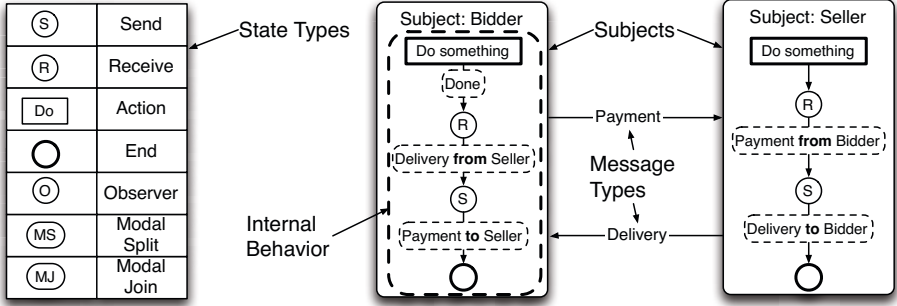 S Send
R Receive
Do Action
End
O Observer
MS Modal
Split
MJ Modal
Join
State Types
Internal
Behavior
Subject: Bidder
Do something
Done
R
Delivery from Seller
S
Payment to Seller
Subjects
Payment
Message
Types
Delivery
Subject: Seller
Do something
R
Payment from Bidder
S
Delivery to Bidder